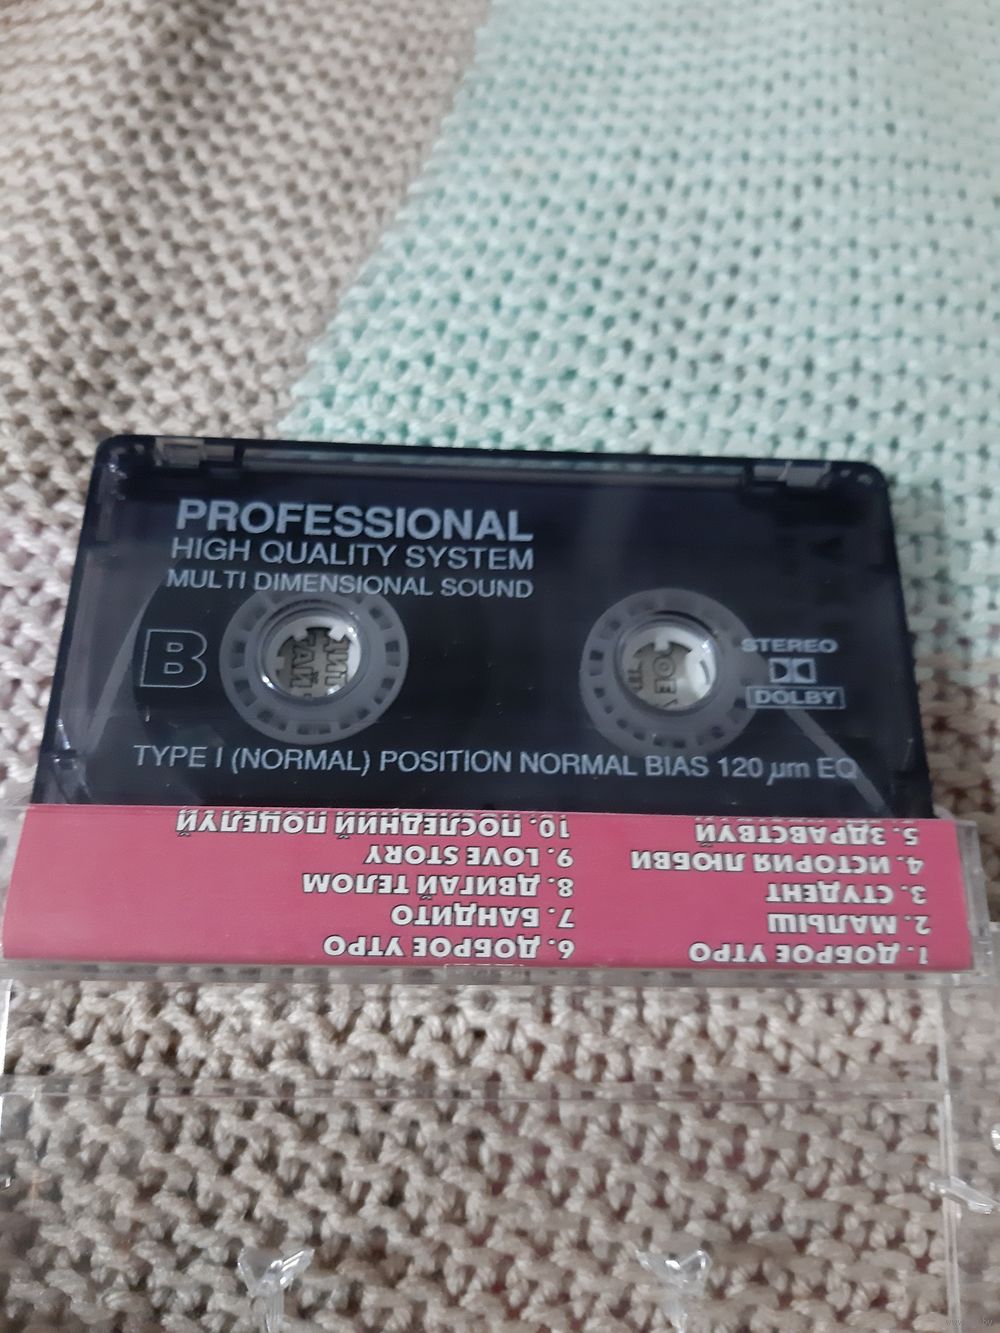 PROFESSIONAL
HIGH QUALITY SYSTEM
MULTI DIMENSIONAL SOUND
B
STEREO
DOLBY
TYPE I (NORMAL) POSITION NORMAL BIAS 120 µm EQ
1. ДОБРОЕ УТРО
2. МАЛЫШ
3. СТУДЕНТ
4. ИСТОРИЯ ЛЮБВИ
5. ЗДРАВСТВУЙ
6. ДОБРОЕ УТРО
7. БАНДИТО
8. ДВИГАЙ ТЕЛОМ
9. LOVE STORY
10. ПОСЛЕДНИЙ ПОЦЕЛУЙ